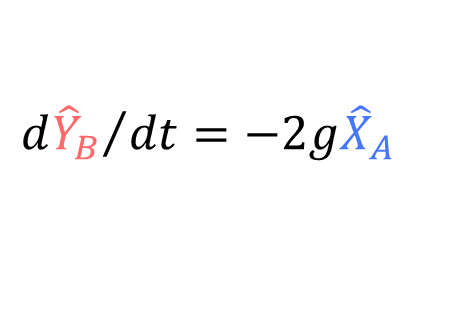 dŶ_B/dt = −2gX̂_A